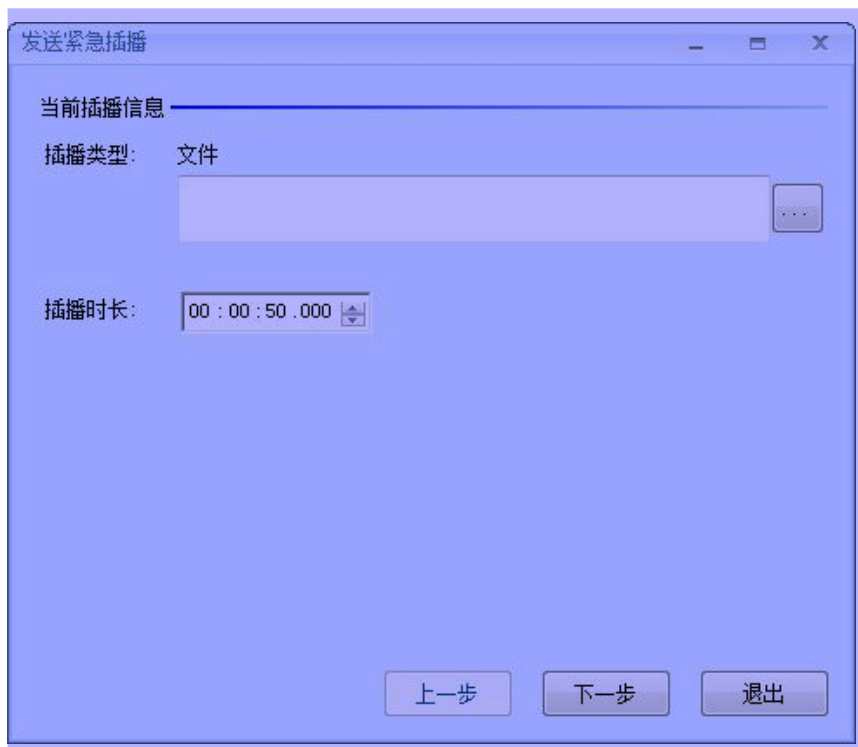 发送紧急插播
当前插播信息
插播类型: 文件
...
插播时长: 00 : 00 : 50 .000
上一步 下一步 退出